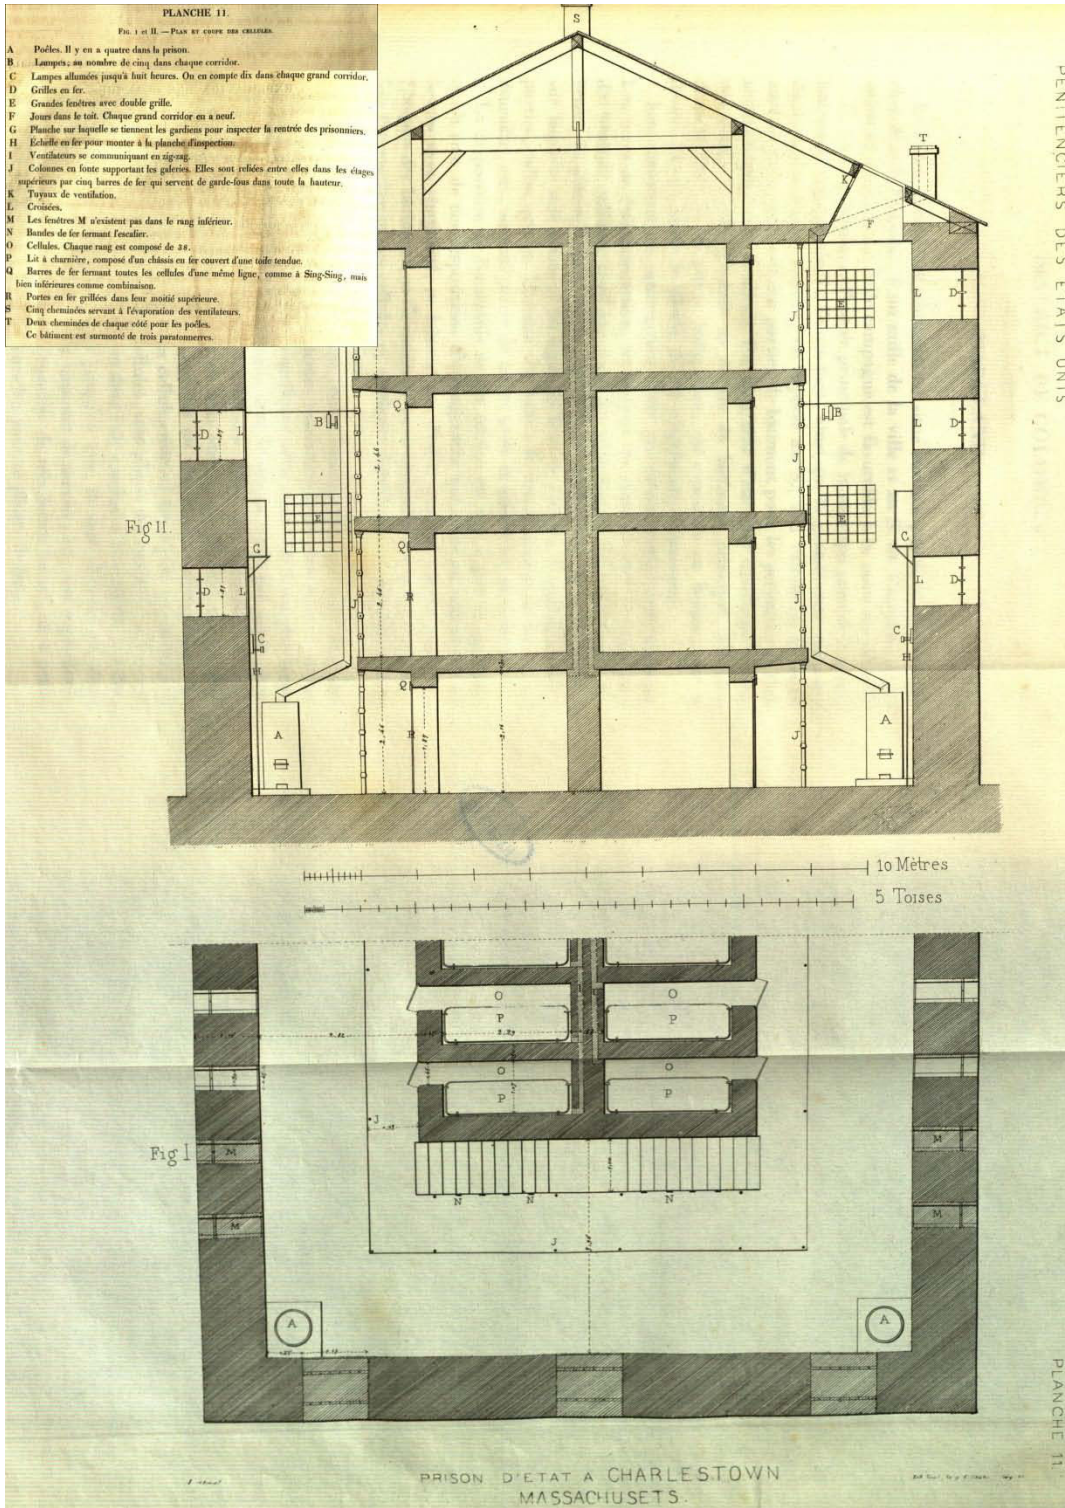 PLANCHE 11.
FIG. I et II. — PLAN ET COUPE DES CELLULES.
A Poêles. Il y en a quatre dans la prison.
B Lampes, au nombre de cinq dans chaque corridor.
C Lampes allumées jusqu'à huit heures. On en compte dix dans chaque grand corridor.
D Grilles en fer.
E Grandes fenêtres avec double grille.
F Jours dans le toit. Chaque grand corridor en a neuf.
G Planche sur laquelle se tiennent les gardiens pour inspecter la rentrée des prisonniers.
H Échelle en fer pour monter à la planche d'inspection.
I Ventilateurs se communiquant en zig-zag.
J Colonnes en fonte supportant les galeries. Elles sont reliées entre elles dans les étages
supérieurs par cinq barres de fer qui servent de garde-fous dans toute la hauteur.
K Tuyaux de ventilation.
L Croisées.
M Les fenêtres M n'existent pas dans le rang inférieur.
N Bandes de fer fermant l'escalier.
O Cellules. Chaque rang est composé de 38.
P Lit à charnière, composé d'un châssis en fer couvert d'une toile tendue.
Q Barres de fer fermant toutes les cellules d'une même ligne, comme à Sing-Sing, mais
bien inférieures comme combinaison.
R Portes en fer grillées dans leur moitié supérieure.
S Cinq cheminées servant à l'évaporation des ventilateurs.
T Deux cheminées de chaque côté pour les poêles.
Ce bâtiment est surmonté de trois paratonnerres.
PENITENCIERS DES ETATS UNIS
S
T
K
F
E
L D
J
Q
B
B
D L
L D
J
Fig II.
E
E
C
C
Q
D L
L D
J
R
J
C
C
H
H
Q
A
R
J
A
10 Mètres
5 Toises
O
O
P
P
O
O
P
P
J
Fig I
M
M
N N N
M
M
J
A
A
PLANCHE 11.
PRISON D'ETAT A CHARLESTOWN
MASSACHUSETS.